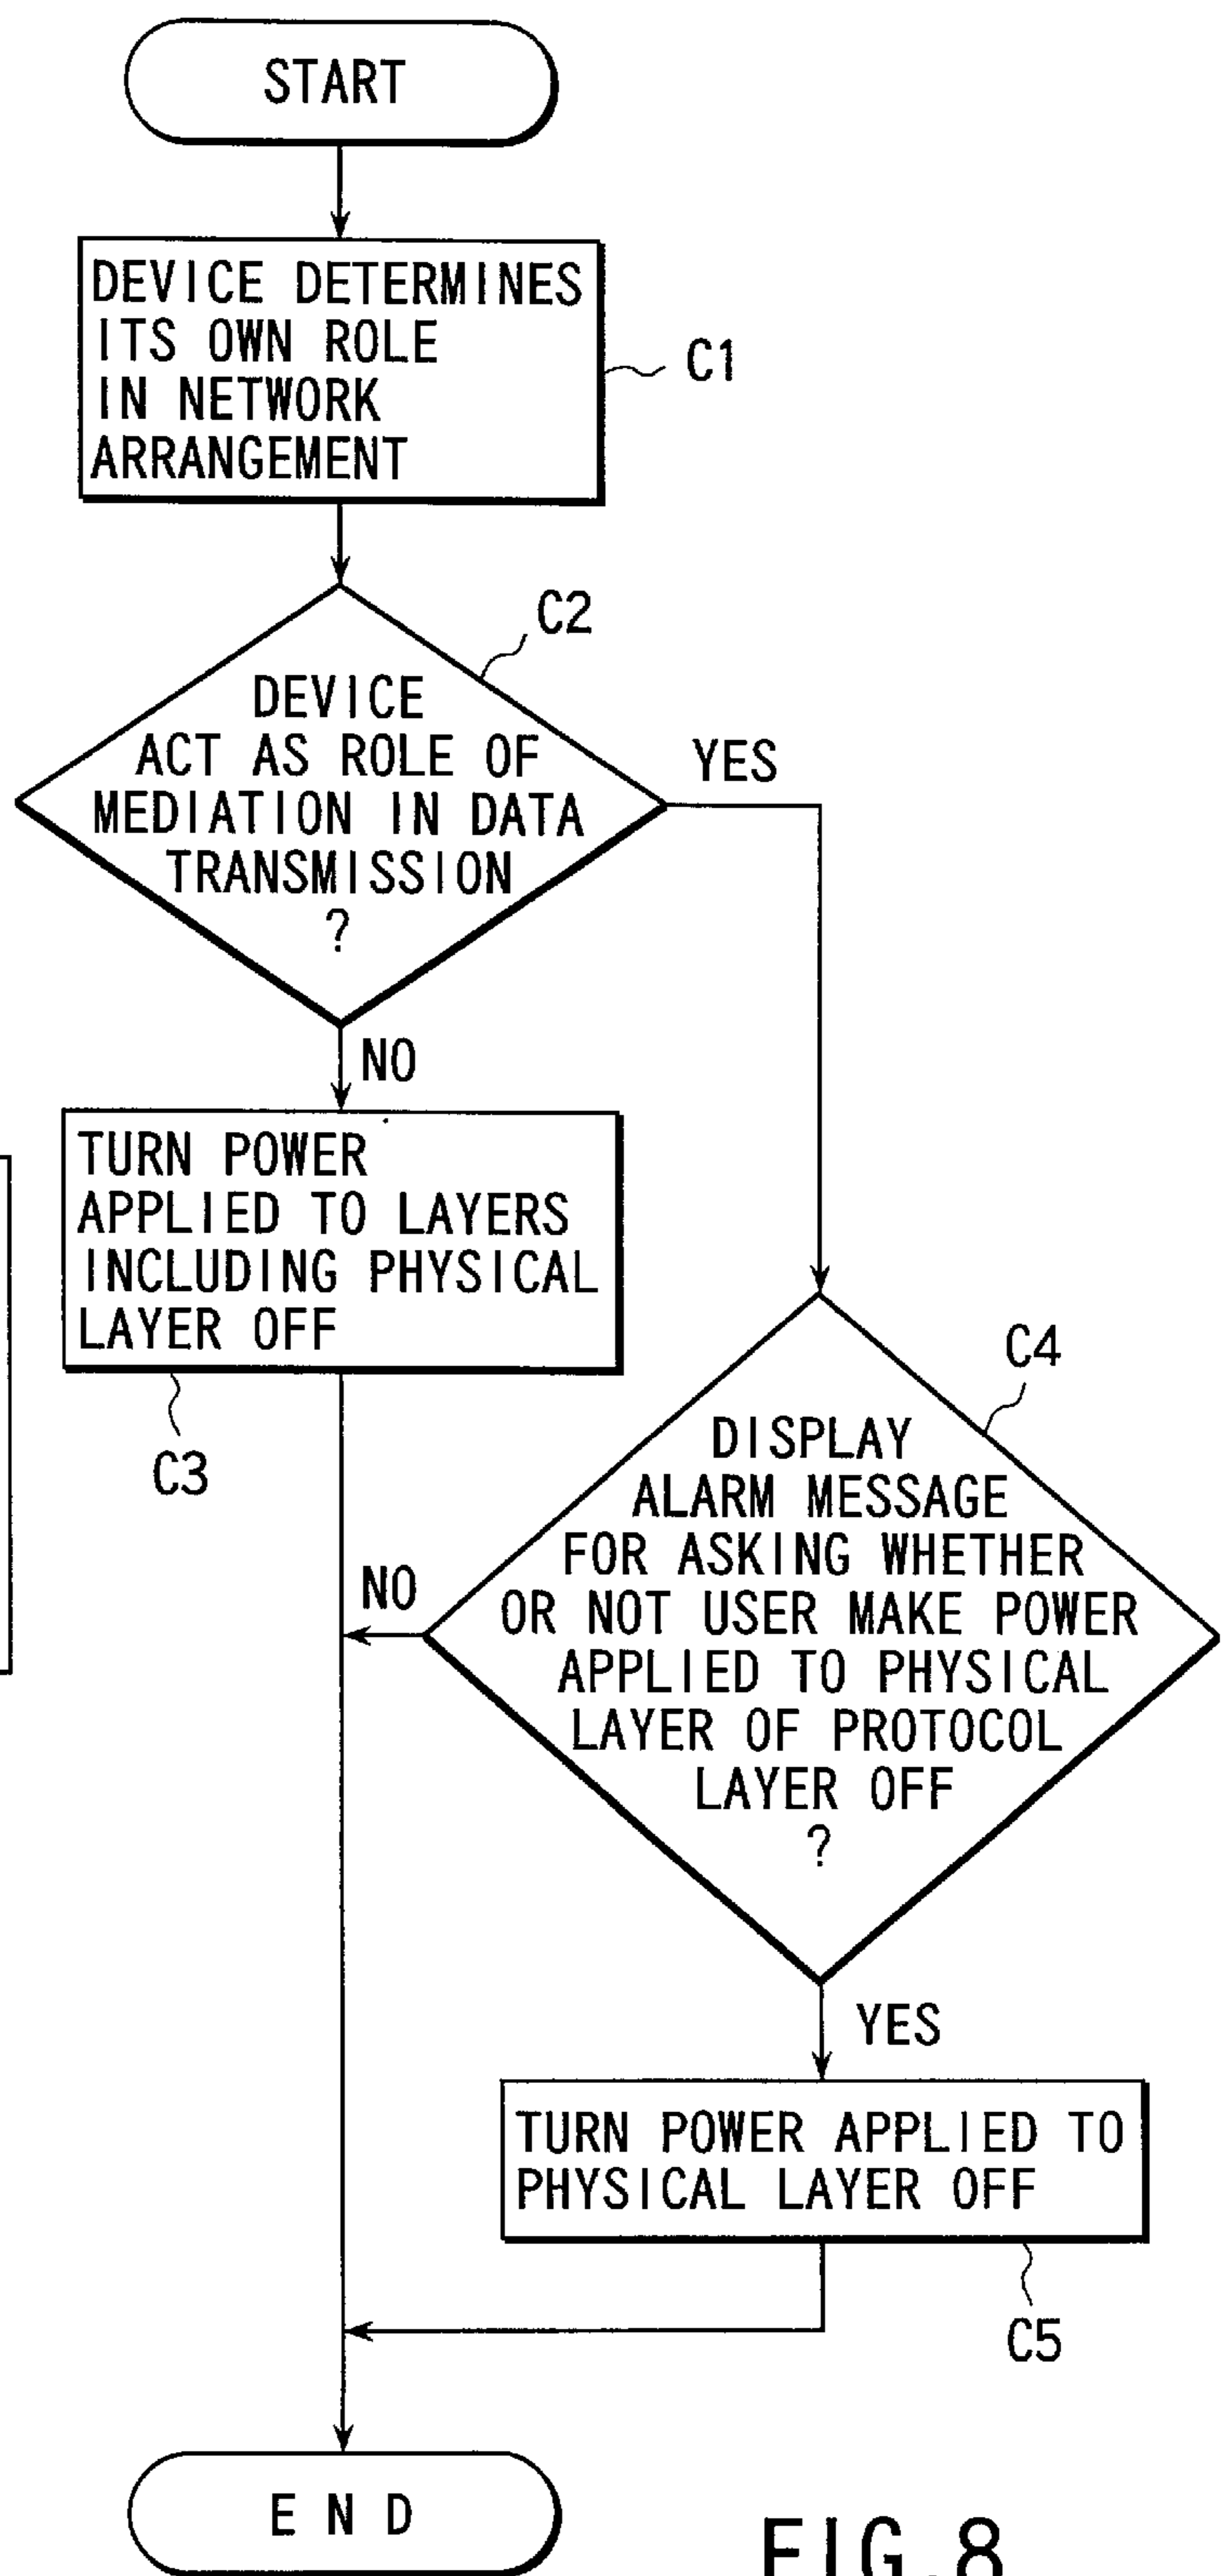 START
DEVICE DETERMINES
ITS OWN ROLE
IN NETWORK
ARRANGEMENT
C1
C2
DEVICE
ACT AS ROLE OF
MEDIATION IN DATA
TRANSMISSION
?
YES
NO
TURN POWER
APPLIED TO LAYERS
INCLUDING PHYSICAL
LAYER OFF
C3
C4
DISPLAY
ALARM MESSAGE
FOR ASKING WHETHER
OR NOT USER MAKE POWER
APPLIED TO PHYSICAL
LAYER OF PROTOCOL
LAYER OFF
?
NO
YES
TURN POWER APPLIED TO
PHYSICAL LAYER OFF
C5
END
FIG.8